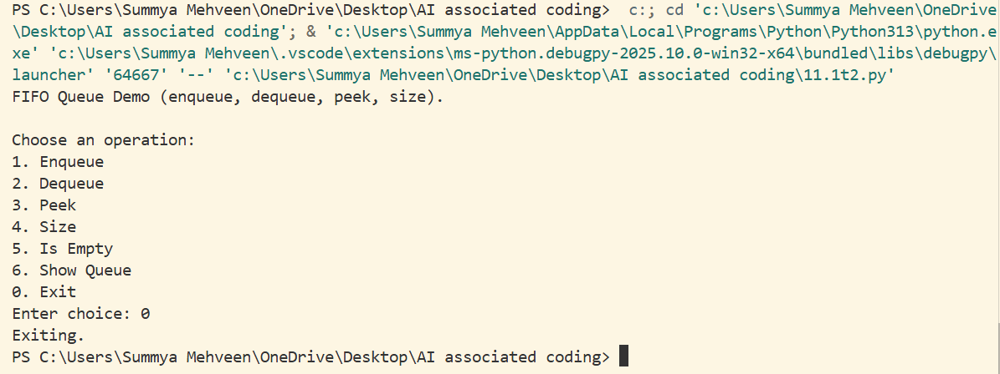 PS C:\Users\Summya Mehveen\OneDrive\Desktop\AI associated coding>  c:; cd 'c:\Users\Summya Mehveen\OneDrive
\Desktop\AI associated coding'; & 'c:\Users\Summya Mehveen\AppData\Local\Programs\Python\Python313\python.e
xe' 'c:\Users\Summya Mehveen\.vscode\extensions\ms-python.debugpy-2025.10.0-win32-x64\bundled\libs\debugpy\
launcher' '64667' '--' 'c:\Users\Summya Mehveen\OneDrive\Desktop\AI associated coding\11.1t2.py'
FIFO Queue Demo (enqueue, dequeue, peek, size).
Choose an operation:
1. Enqueue
2. Dequeue
3. Peek
4. Size
5. Is Empty
6. Show Queue
0. Exit
Enter choice: 0
Exiting.
PS C:\Users\Summya Mehveen\OneDrive\Desktop\AI associated coding>